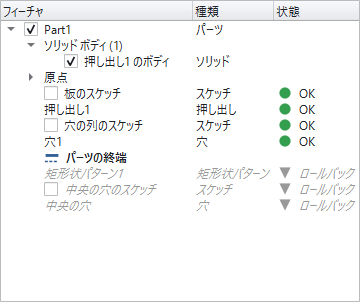 フィーチャ 種類 状態
Part1 パーツ
ソリッド ボディ (1)
押し出し1 のボディ ソリッド
原点
板のスケッチ スケッチ OK
押し出し1 押し出し OK
穴の列のスケッチ スケッチ OK
穴1 穴 OK
パーツの終端
矩形状パターン1 矩形状パターン ロールバック
中央の穴のスケッチ スケッチ ロールバック
中央の穴 穴 ロールバック